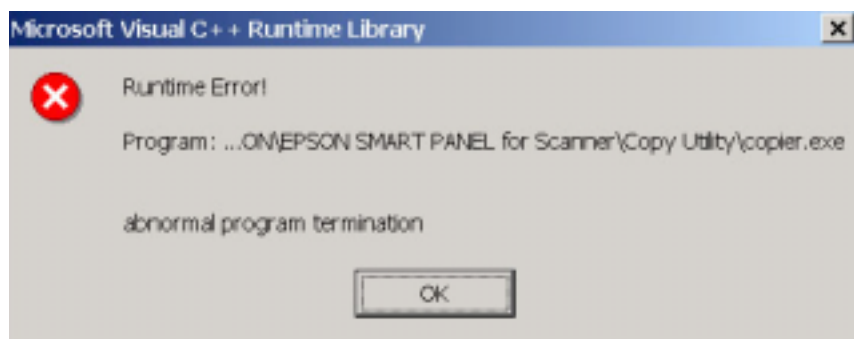 Microsoft Visual C++ Runtime Library
Runtime Error!
Program: ...ON\EPSON SMART PANEL for Scanner\Copy Utility\copier.exe
abnormal program termination
OK